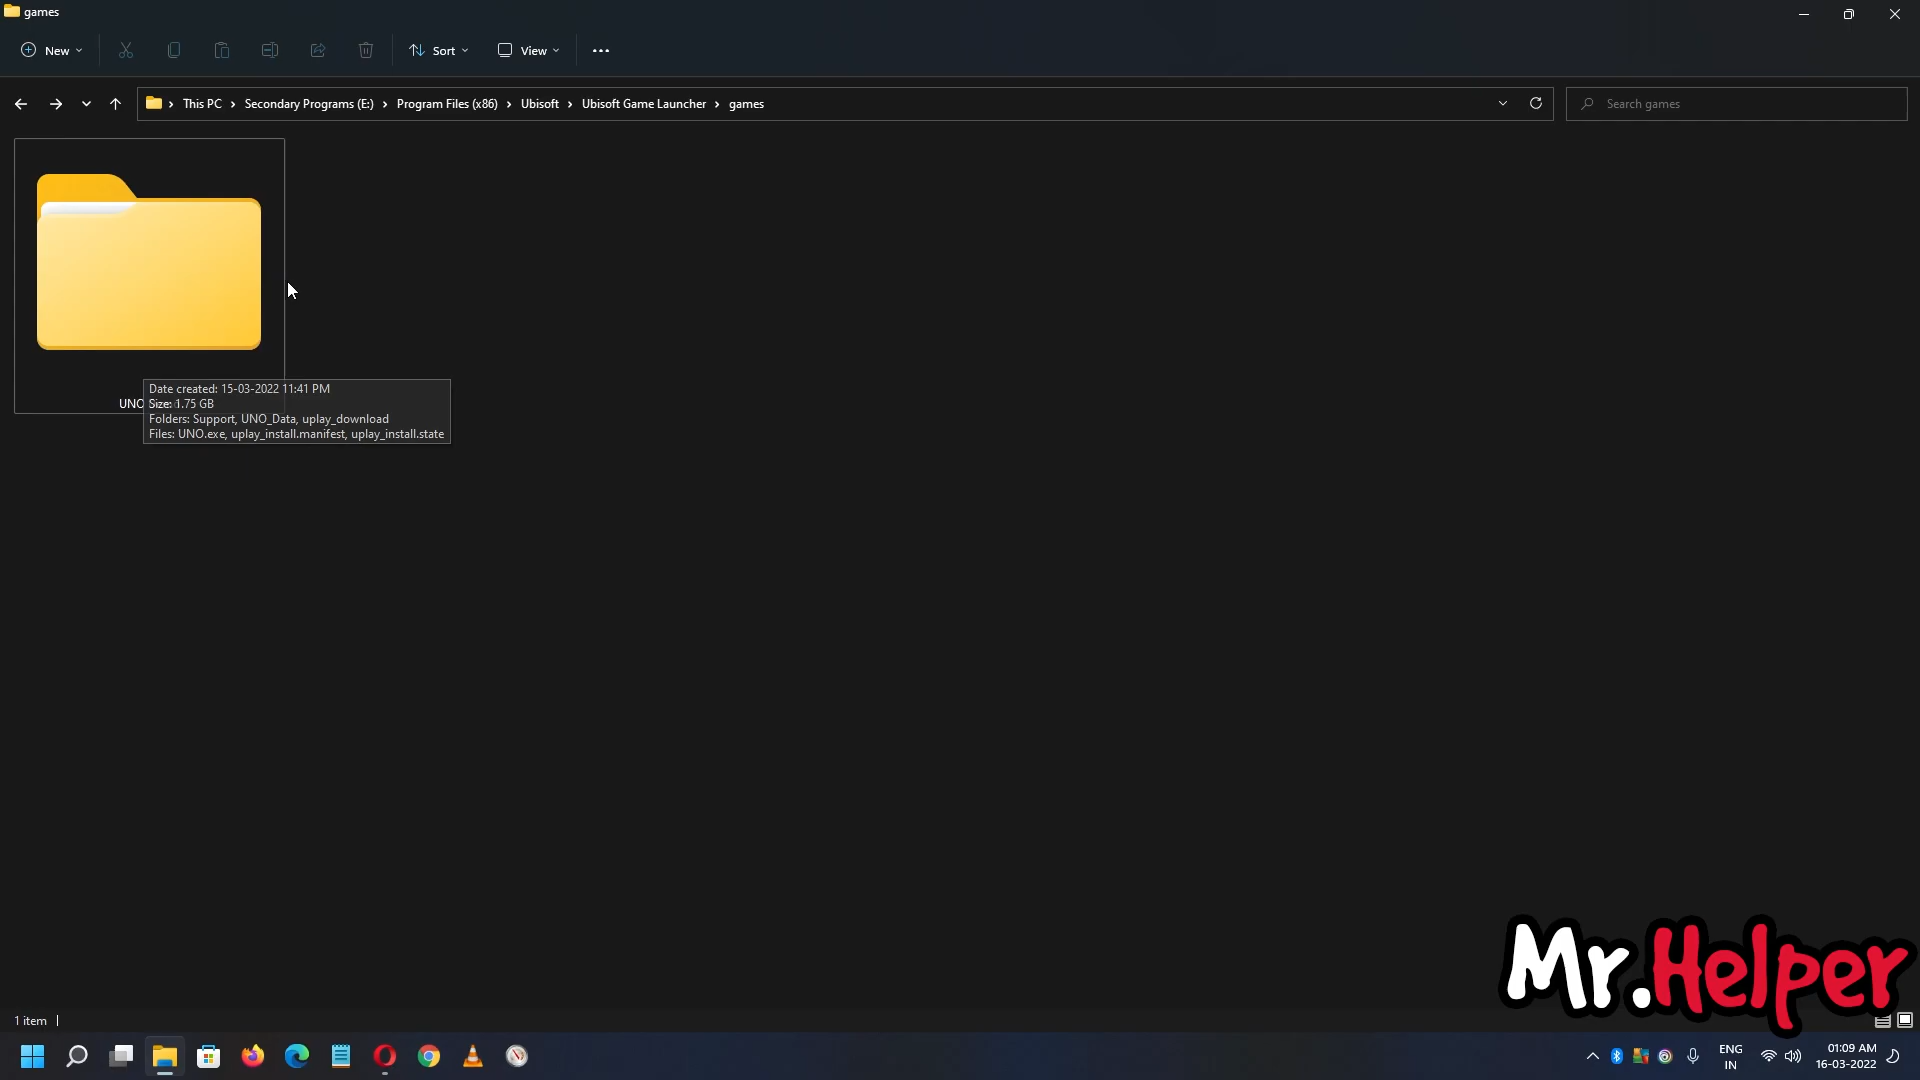 games
New
Sort
View
This PC
Secondary Programs (E:)
Program Files (x86)
Ubisoft
Ubisoft Game Launcher
games
Search games
UNO
Date created: 15-03-2022 11:41 PM
Size: 1.75 GB
Folders: Support, UNO_Data, uplay_download
Files: UNO.exe, uplay_install.manifest, uplay_install.state
Mr.Helper
1 item
ENG
IN
01:09 AM
16-03-2022